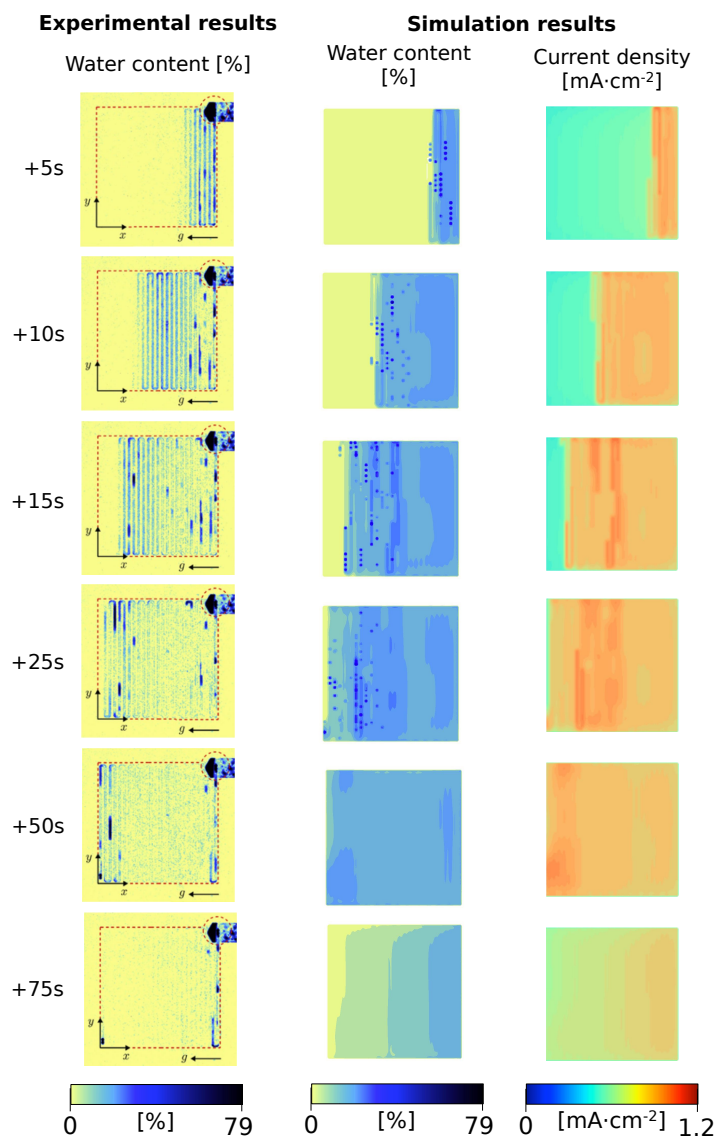 Experimental results
Simulation results
Water content [%]
Water content
[%]
Current density
[mA·cm-2]
+5s
y
x
g
+10s
y
x
g
+15s
y
x
g
+25s
y
x
g
+50s
y
x
g
+75s
y
x
g
0 [%] 79
0 [%] 79
0 [mA·cm-2] 1.2